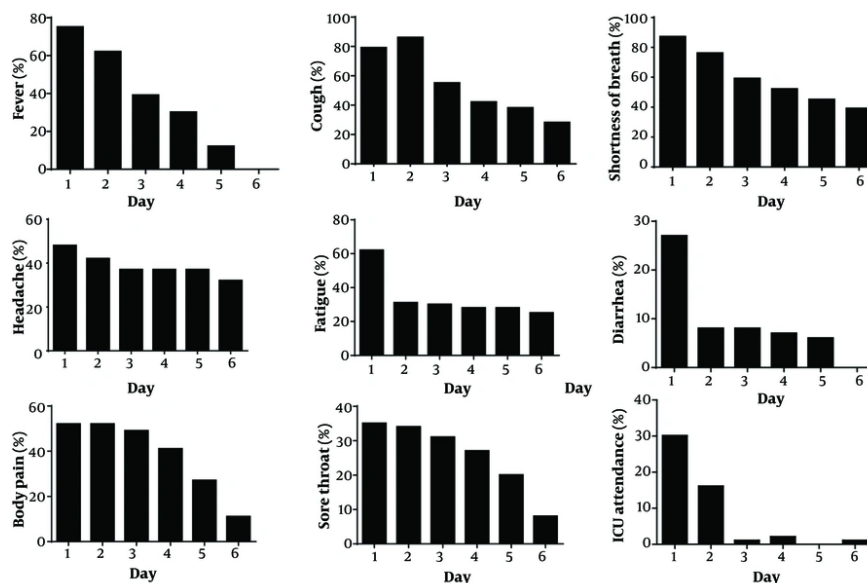 Fever (%)
80
60
40
20
0
1 2 3 4 5 6
Day
Cough (%)
100
80
60
40
20
0
1 2 3 4 5 6
Day
Shortness of breath (%)
100
80
60
40
20
0
1 2 3 4 5 6
Day
Headache (%)
60
40
20
0
1 2 3 4 5 6
Day
Fatigue (%)
80
60
40
20
0
1 2 3 4 5 6
Day
Day
Diarrhea (%)
30
20
10
0
1 2 3 4 5 6
Day
Body pain (%)
60
40
20
0
1 2 3 4 5 6
Day
Sore throat (%)
40
30
20
10
0
1 2 3 4 5 6
Day
ICU attendance (%)
40
30
20
10
0
1 2 3 4 5 6
Day